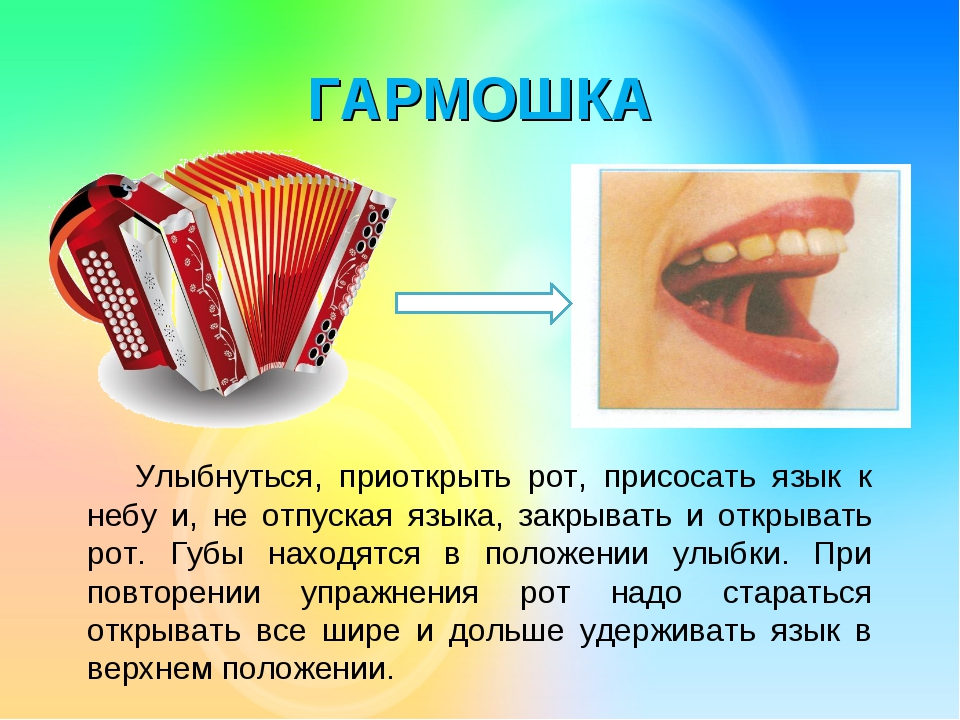 ГАРМОШКА
Улыбнуться, приоткрыть рот, присосать язык к
небу и, не отпуская языка, закрывать и открывать
рот. Губы находятся в положении улыбки. При
повторении упражнения рот надо стараться
открывать все шире и дольше удерживать язык в
верхнем положении.